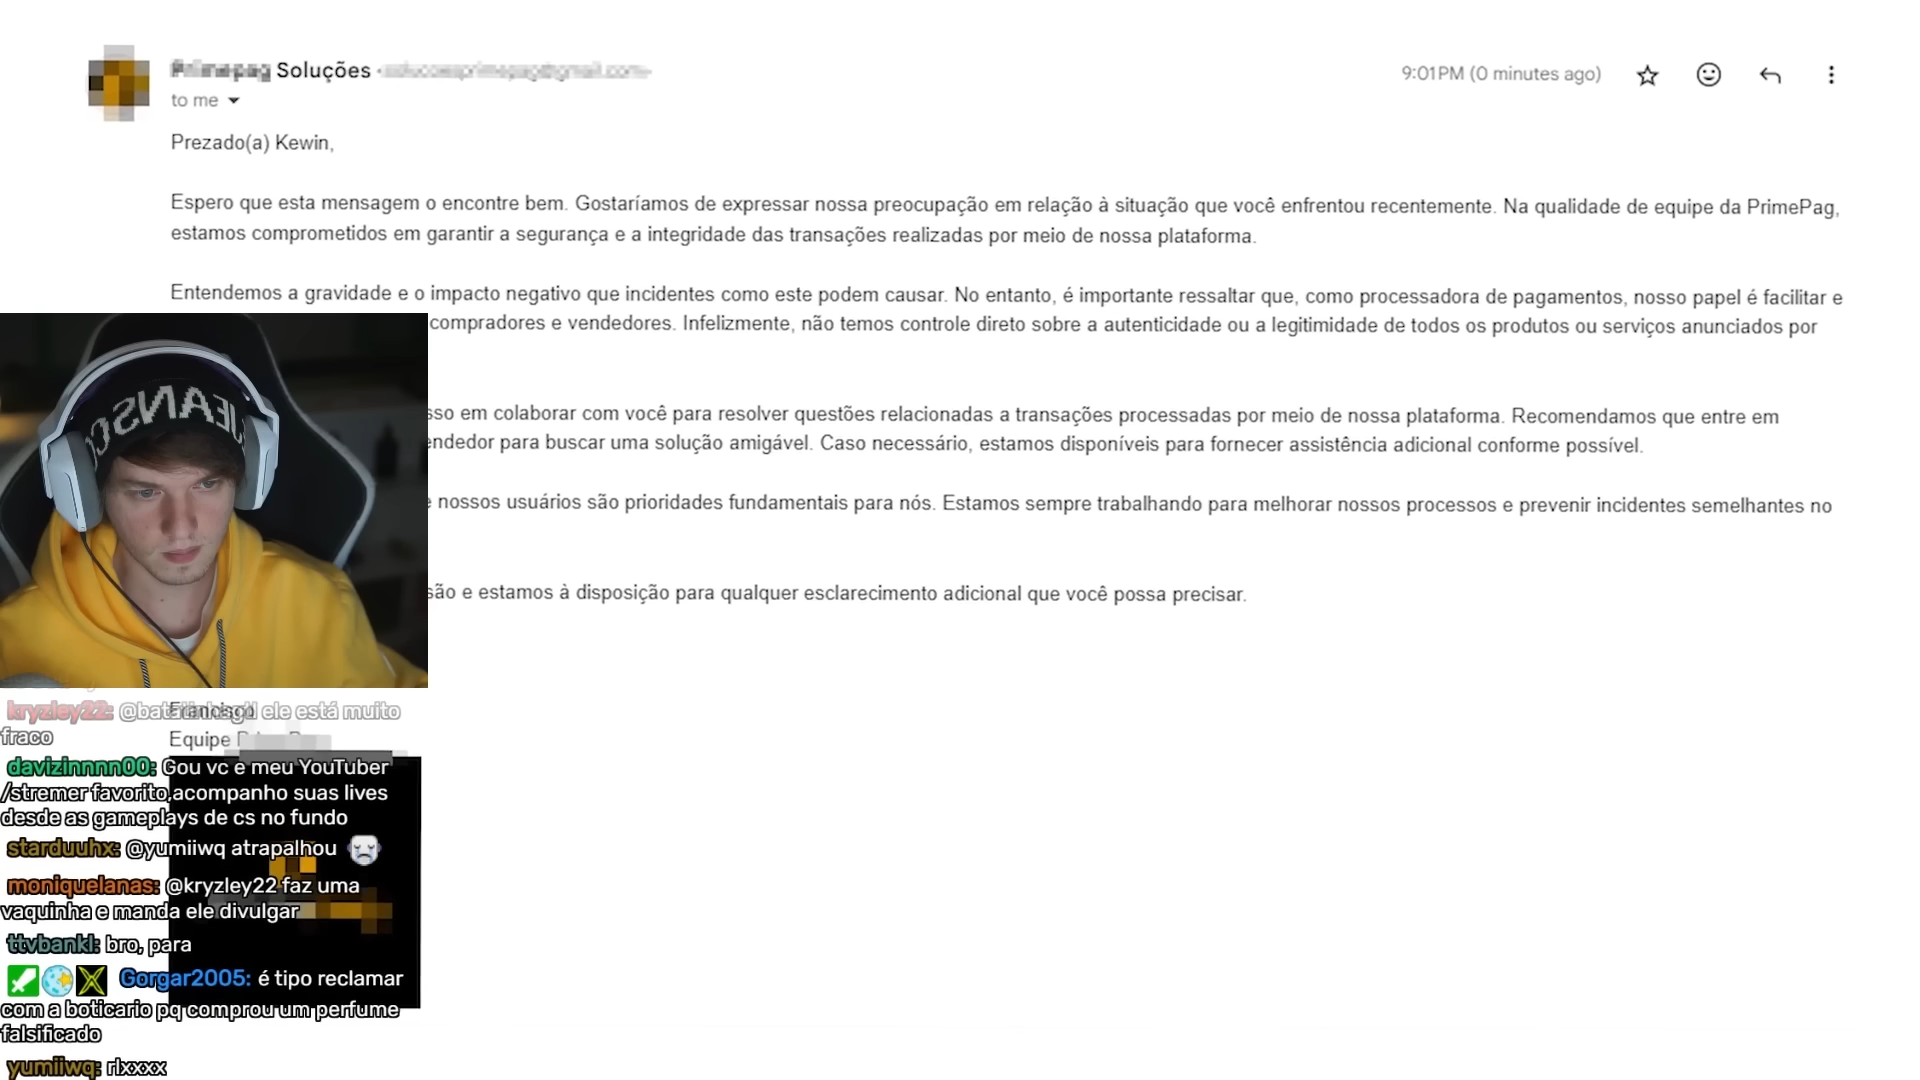 Primepag Soluções
9:01 PM (0 minutes ago)
to me
Prezado(a) Kewin,
Espero que esta mensagem o encontre bem. Gostaríamos de expressar nossa preocupação em relação à situação que você enfrentou recentemente. Na qualidade de equipe da PrimePag,
estamos comprometidos em garantir a segurança e a integridade das transações realizadas por meio de nossa plataforma.
Entendemos a gravidade e o impacto negativo que incidentes como este podem causar. No entanto, é importante ressaltar que, como processadora de pagamentos, nosso papel é facilitar e
compradores e vendedores. Infelizmente, não temos controle direto sobre a autenticidade ou a legitimidade de todos os produtos ou serviços anunciados por
sso em colaborar com você para resolver questões relacionadas a transações processadas por meio de nossa plataforma. Recomendamos que entre em
endedor para buscar uma solução amigável. Caso necessário, estamos disponíveis para fornecer assistência adicional conforme possível.
e nossos usuários são prioridades fundamentais para nós. Estamos sempre trabalhando para melhorar nossos processos e prevenir incidentes semelhantes no
são e estamos à disposição para qualquer esclarecimento adicional que você possa precisar.
JEANSCO
Francisco
Equipe
kryzley22: ele está muito
fraco
davizinnnn00: Gou vc e meu YouTuber
/stremer favorito,acompanho suas lives
desde as gameplays de cs no fundo
starduuhx: @yumiiwq atrapalhou
moniquelanas: @kryzley22 faz uma
vaquinha e manda ele divulgar
ttvbankl: bro, para
Gorgar2005: é tipo reclamar
com a boticario pq comprou um perfume
falsificado
yumiiwq: rlxxxx